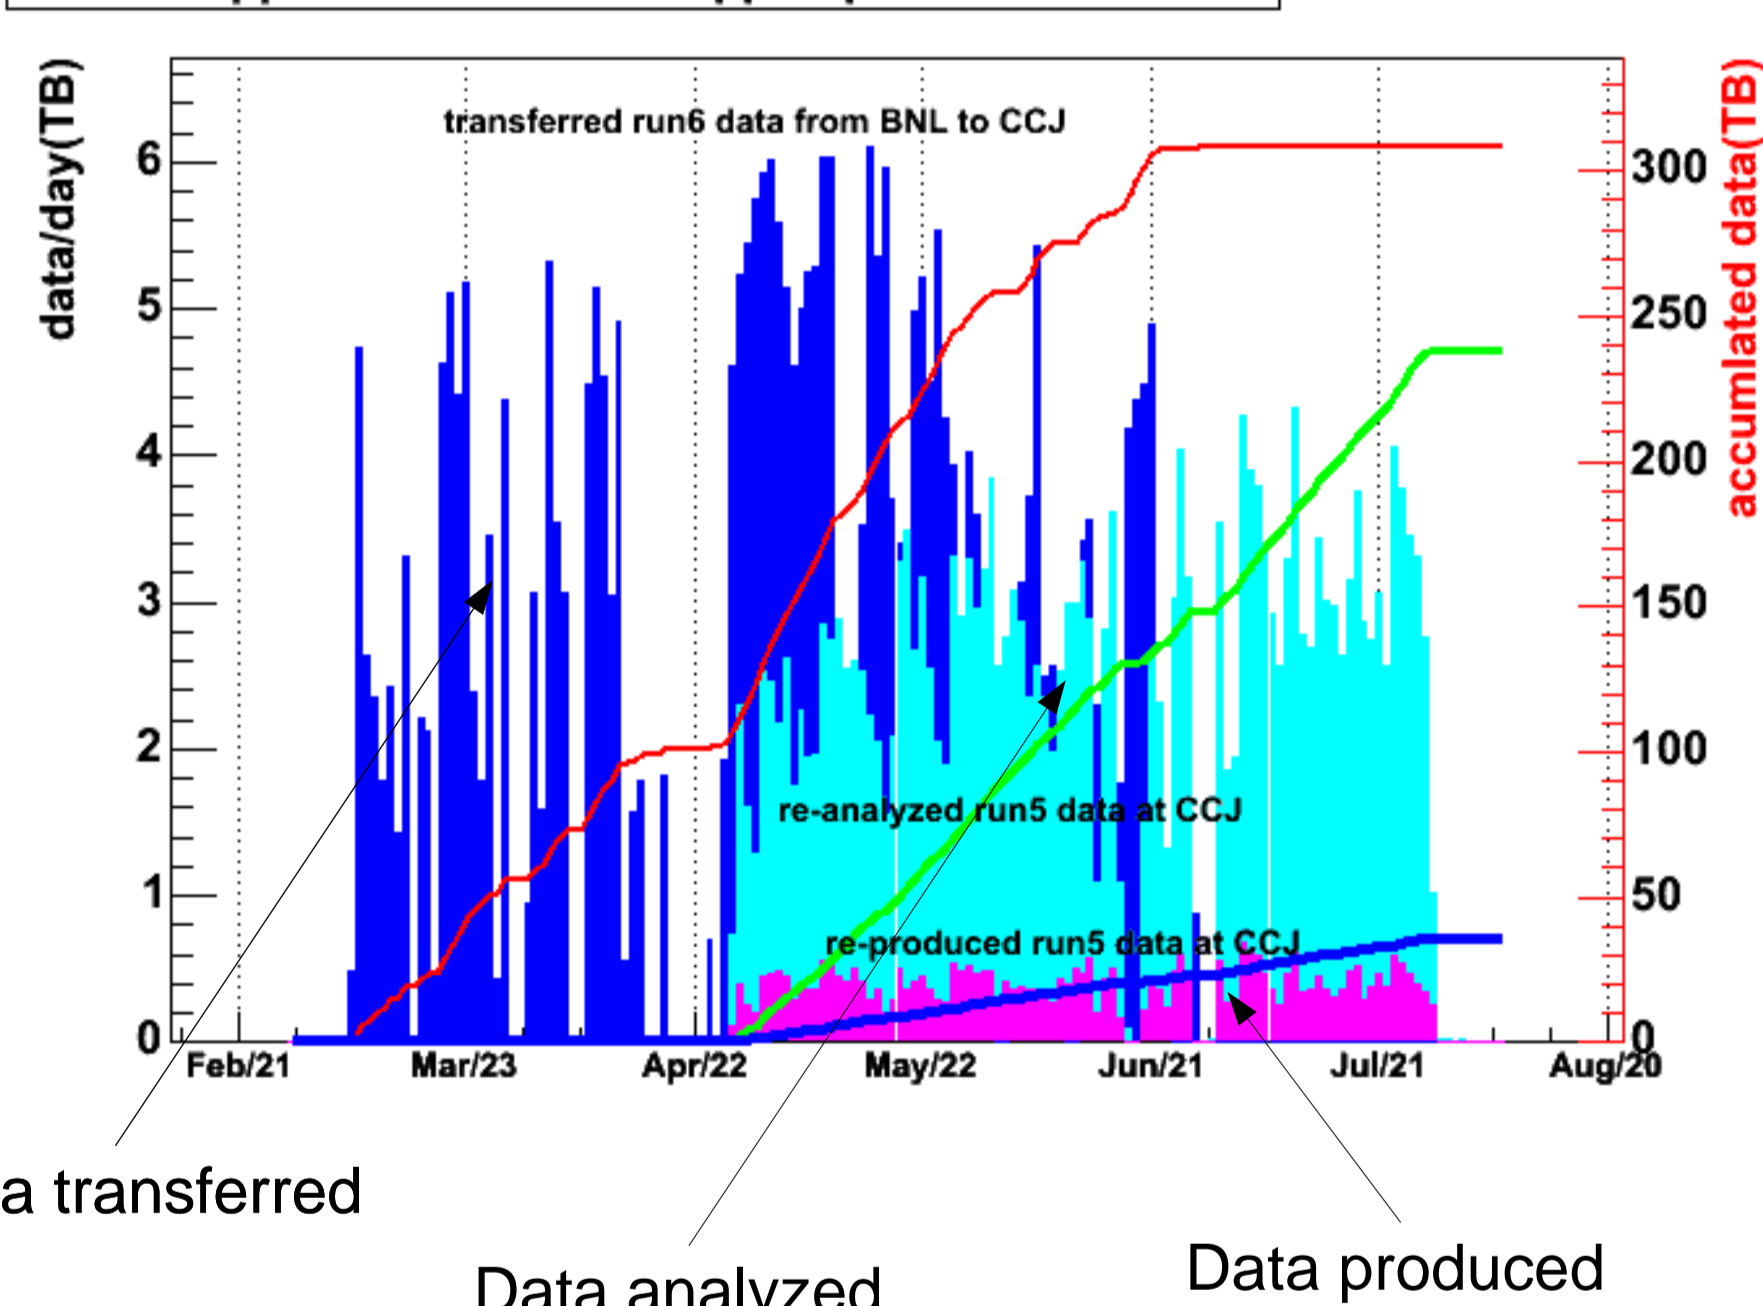 data/day(TB)
accumlated data(TB)
transferred run6 data from BNL to CCJ
6
5
4
3
2
1
0
300
250
200
150
100
50
0
re-analyzed run5 data at CCJ
re-produced run5 data at CCJ
Feb/21 Mar/23 Apr/22 May/22 Jun/21 Jul/21 Aug/20
a transferred
Data analyzed
Data produced